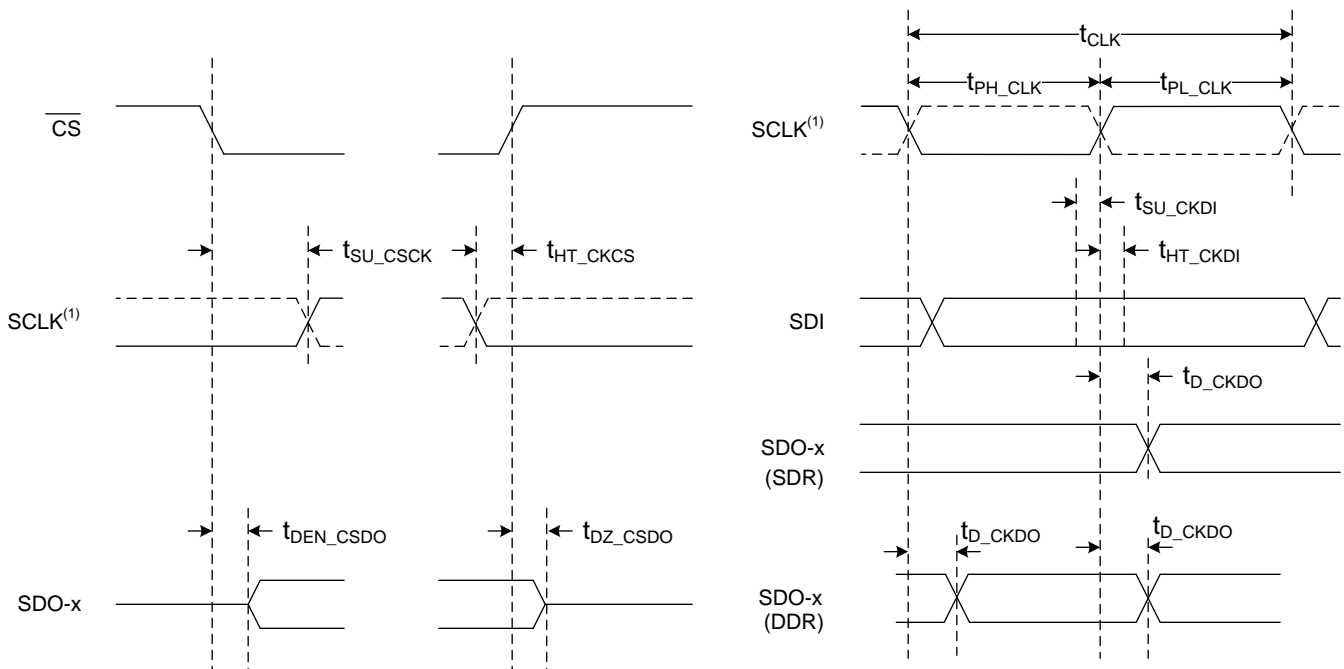 CS
t_SU_CSCK
t_HT_CKCS
SCLK(1)
t_DEN_CSDO
t_DZ_CSDO
SDO-x
t_CLK
t_PH_CLK
t_PL_CLK
SCLK(1)
t_SU_CKDI
t_HT_CKDI
SDI
t_D_CKDO
SDO-x
(SDR)
t_D_CKDO
t_D_CKDO
SDO-x
(DDR)